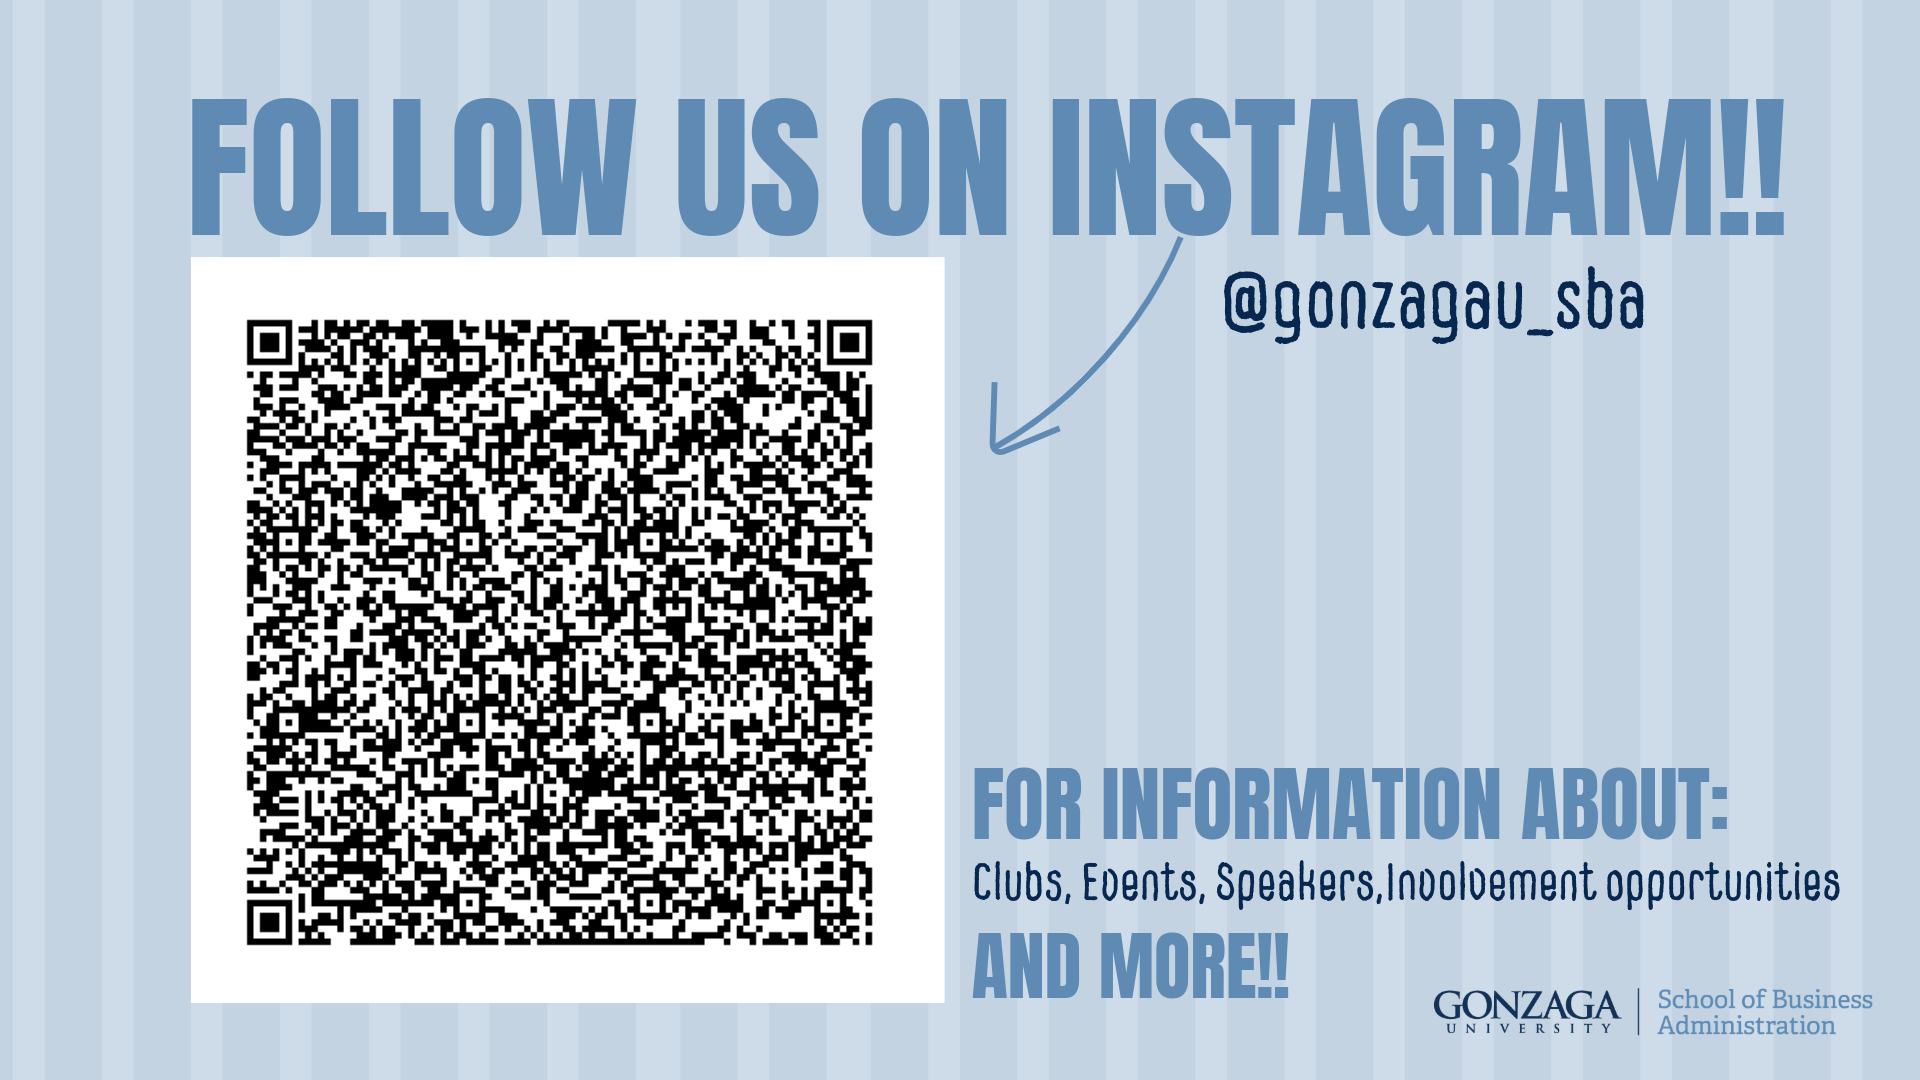 FOLLOW US ON INSTAGRAM!!
@gonzagau_sba
FOR INFORMATION ABOUT:
Clubs, Events, Speakers,Involvement opportunities
AND MORE!!
GONZAGA
UNIVERSITY
School of Business
Administration